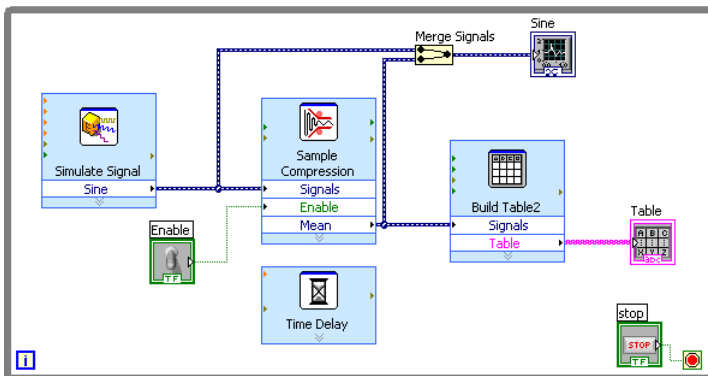 Sine
Merge Signals
Simulate Signal
Sine
Sample
Compression
Signals
Enable
Mean
Build Table2
Signals
Table
Table
A B C
X Y Z
abc
Enable
TF
Time Delay
stop
STOP
TF
i